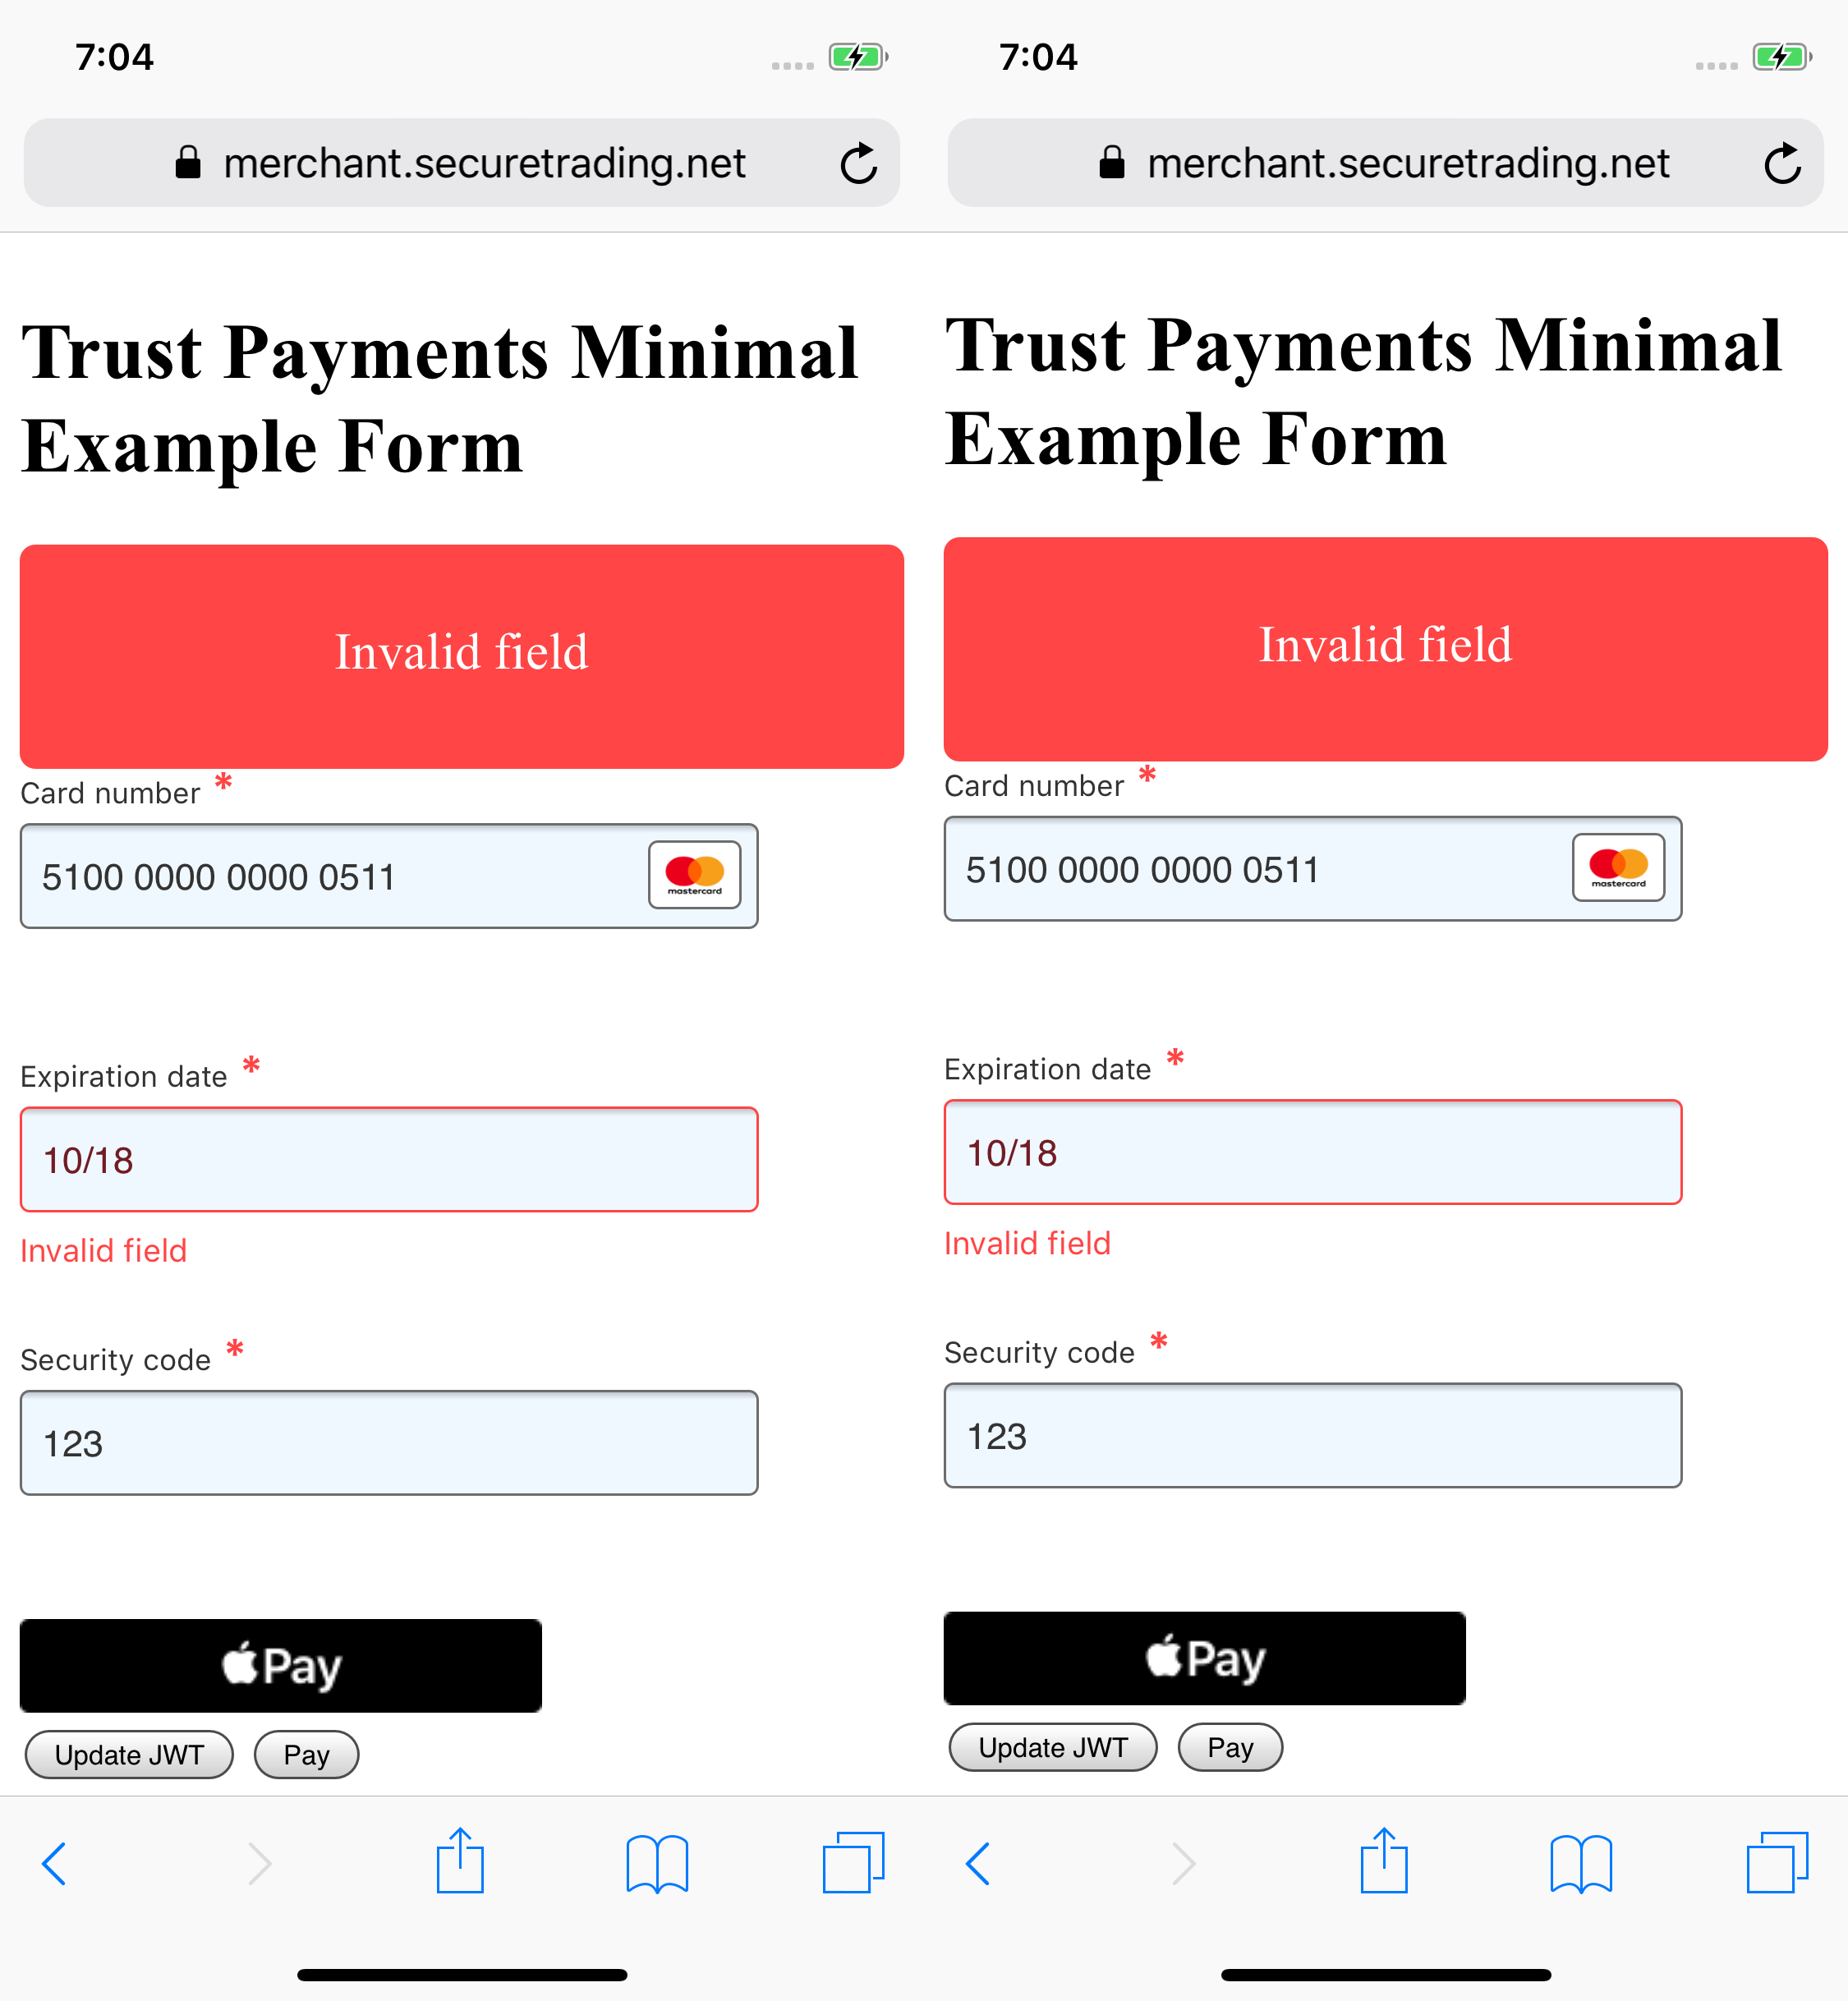 7:04
merchant.securetrading.net
Trust Payments Minimal
Example Form
Invalid field
Card number *
5100 0000 0000 0511
mastercard
Expiration date *
10/18
Invalid field
Security code *
123
Pay
Update JWT
Pay
7:04
merchant.securetrading.net
Trust Payments Minimal
Example Form
Invalid field
Card number *
5100 0000 0000 0511
mastercard
Expiration date *
10/18
Invalid field
Security code *
123
Pay
Update JWT
Pay